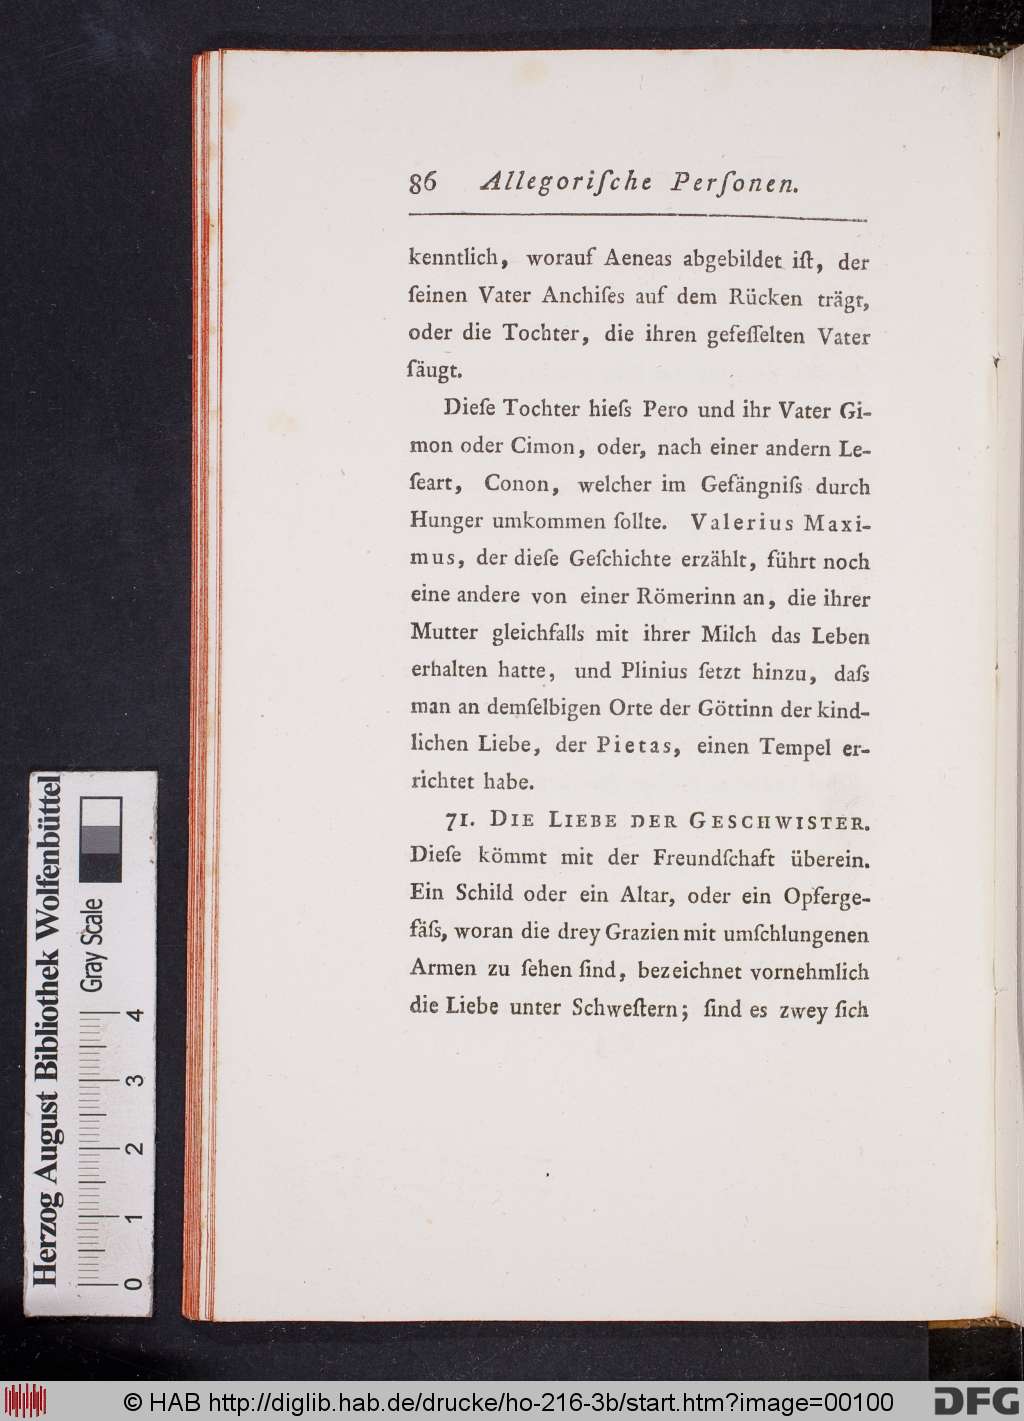 86 Allegoriſche Perſonen.
kenntlich, worauf Aeneas abgebildet iſt, der
ſeinen Vater Anchiſes auf dem Rücken trägt,
oder die Tochter, die ihren gefeſſelten Vater
ſäugt.
Dieſe Tochter hieſs Pero und ihr Vater Gi-
mon oder Cimon, oder, nach einer andern Le-
ſeart, Conon, welcher im Gefängniſs durch
Hunger umkommen ſollte. Valerius Maxi-
mus, der dieſe Geſchichte erzählt, führt noch
eine andere von einer Römerinn an, die ihrer
Mutter gleichfalls mit ihrer Milch das Leben
erhalten hatte, und Plinius ſetzt hinzu, daſs
man an demſelbigen Orte der Göttinn der kind-
lichen Liebe, der Pietas, einen Tempel er-
richtet habe.
71. DIE LIEBE DER GESCHWISTER.
Dieſe kömmt mit der Freundſchaft überein.
Ein Schild oder ein Altar, oder ein Opferge-
fäſs, woran die drey Grazien mit umſchlungenen
Armen zu ſehen ſind, bezeichnet vornehmlich
die Liebe unter Schweſtern; ſind es zwey ſich
Herzog August Bibliothek Wolfenbüttel
Gray Scale
0 1 2 3 4
© HAB http://diglib.hab.de/drucke/ho-216-3b/start.htm?image=00100
DFG